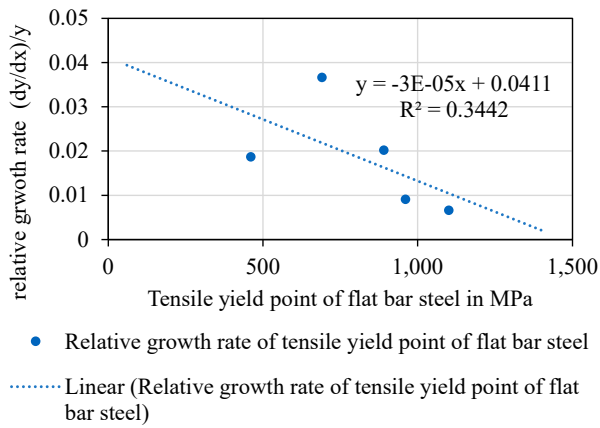 0.05
0.04
0.03
0.02
0.01
0
relative grwoth rate (dy/dx)/y
y = -3E-05x + 0.0411
R² = 0.3442
0
500
1,000
1,500
Tensile yield point of flat bar steel in MPa
Relative growth rate of tensile yield point of flat bar steel
Linear (Relative growth rate of tensile yield point of flat
bar steel)